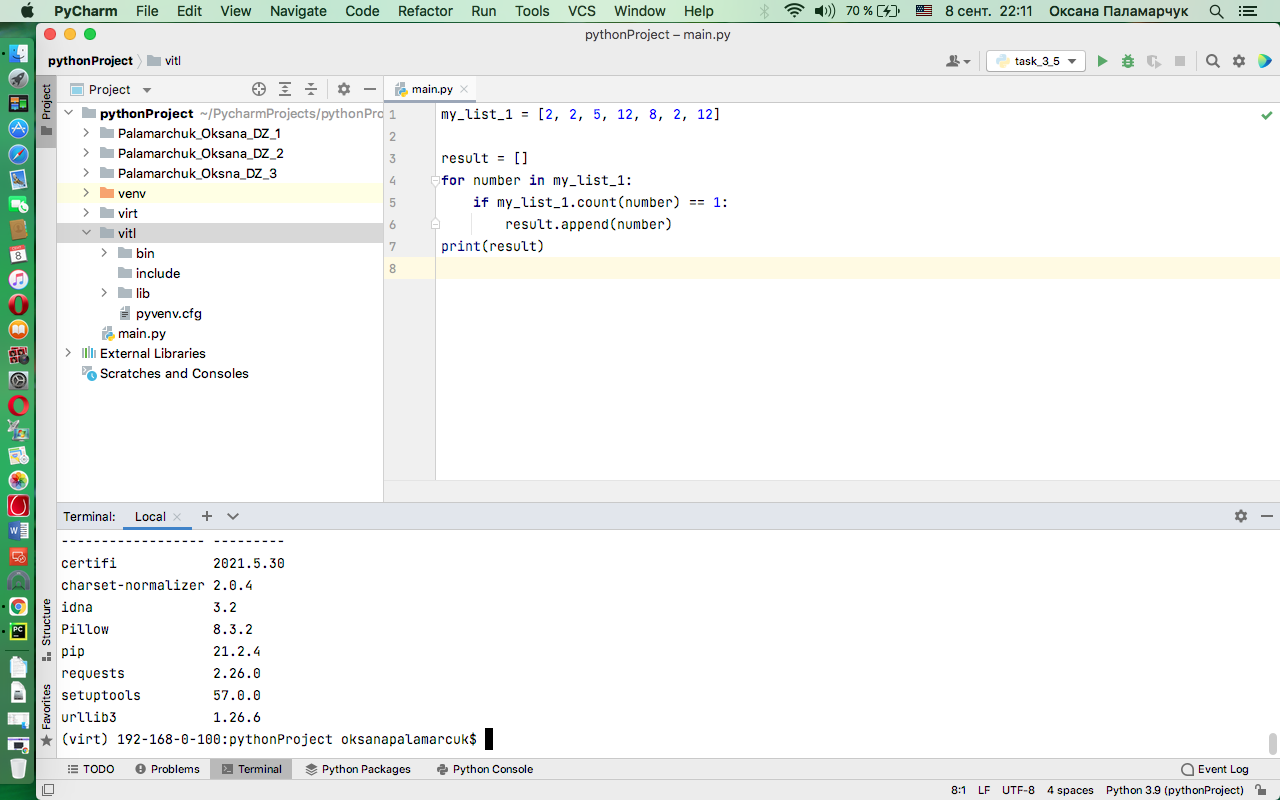 PyCharm File Edit View Navigate Code Refactor Run Tools VCS Window Help 70 % 8 сент. 22:11 Оксана Паламарчук
pythonProject – main.py
pythonProject vitl task_3_5
Project Project main.py
pythonProject ~/PycharmProjects/pythonPro
Palamarchuk_Oksana_DZ_1
Palamarchuk_Oksana_DZ_2
Palamarchuk_Oksna_DZ_3
venv
virt
vitl
bin
include
lib
pyvenv.cfg
main.py
External Libraries
Scratches and Consoles
1 my_list_1 = [2, 2, 5, 12, 8, 2, 12]
2
3 result = []
4 for number in my_list_1:
5 if my_list_1.count(number) == 1:
6 result.append(number)
7 print(result)
8
Terminal: Local
------------------ ---------
certifi 2021.5.30
charset-normalizer 2.0.4
idna 3.2
Pillow 8.3.2
pip 21.2.4
requests 2.26.0
setuptools 57.0.0
urllib3 1.26.6
(virt) 192-168-0-100:pythonProject oksanapalamarcuk$
Structure
Favorites
TODO Problems Terminal Python Packages Python Console Event Log
8:1 LF UTF-8 4 spaces Python 3.9 (pythonProject)